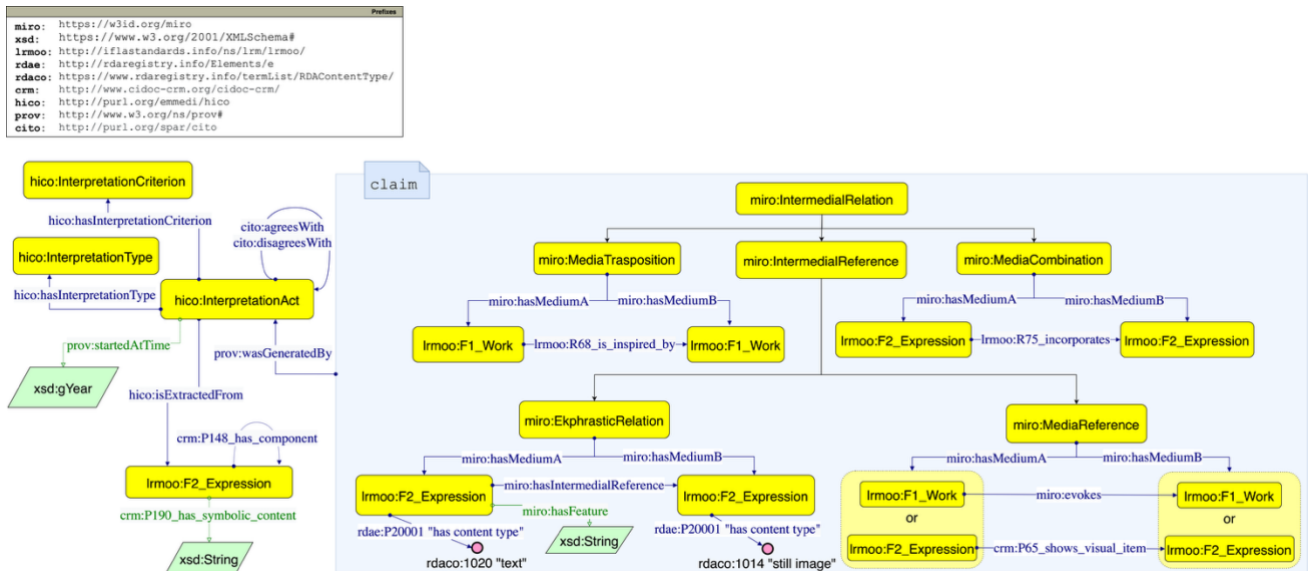 Prefixes
miro: https://w3id.org/miro
xsd: https://www.w3.org/2001/XMLSchema#
lrmoo: http://iflastandards.info/ns/lrm/lrmoo/
rdae: http://rdaregistry.info/Elements/e
rdaco: https://www.rdaregistry.info/termList/RDAContentType/
crm: http://www.cidoc-crm.org/cidoc-crm/
hico: http://purl.org/emmedi/hico
prov: http://www.w3.org/ns/prov#
cito: http://purl.org/spar/cito
hico:InterpretationCriterion
hico:hasInterpretationCriterion
cito:agreesWith
cito:disagreesWith
hico:InterpretationType
hico:hasInterpretationType
hico:InterpretationAct
prov:startedAtTime
prov:wasGeneratedBy
xsd:gYear
hico:isExtractedFrom
crm:P148_has_component
lrmoo:F2_Expression
crm:P190_has_symbolic_content
xsd:String
claim
miro:IntermedialRelation
miro:MediaTrasposition
miro:IntermedialReference
miro:MediaCombination
miro:hasMediumA
miro:hasMediumB
miro:hasMediumA
miro:hasMediumB
lrmoo:F1_Work
lrmoo:R68_is_inspired_by
lrmoo:F1_Work
lrmoo:F2_Expression
lrmoo:R75_incorporates
lrmoo:F2_Expression
miro:EkphrasticRelation
miro:MediaReference
miro:hasMediumA
miro:hasMediumB
miro:hasMediumA
miro:hasMediumB
lrmoo:F2_Expression
miro:hasIntermedialReference
lrmoo:F2_Expression
miro:hasFeature
rdae:P20001 "has content type"
xsd:String
rdae:P20001 "has content type"
rdaco:1020 "text"
rdaco:1014 "still image"
lrmoo:F1_Work
miro:evokes
lrmoo:F1_Work
or
or
lrmoo:F2_Expression
crm:P65_shows_visual_item
lrmoo:F2_Expression